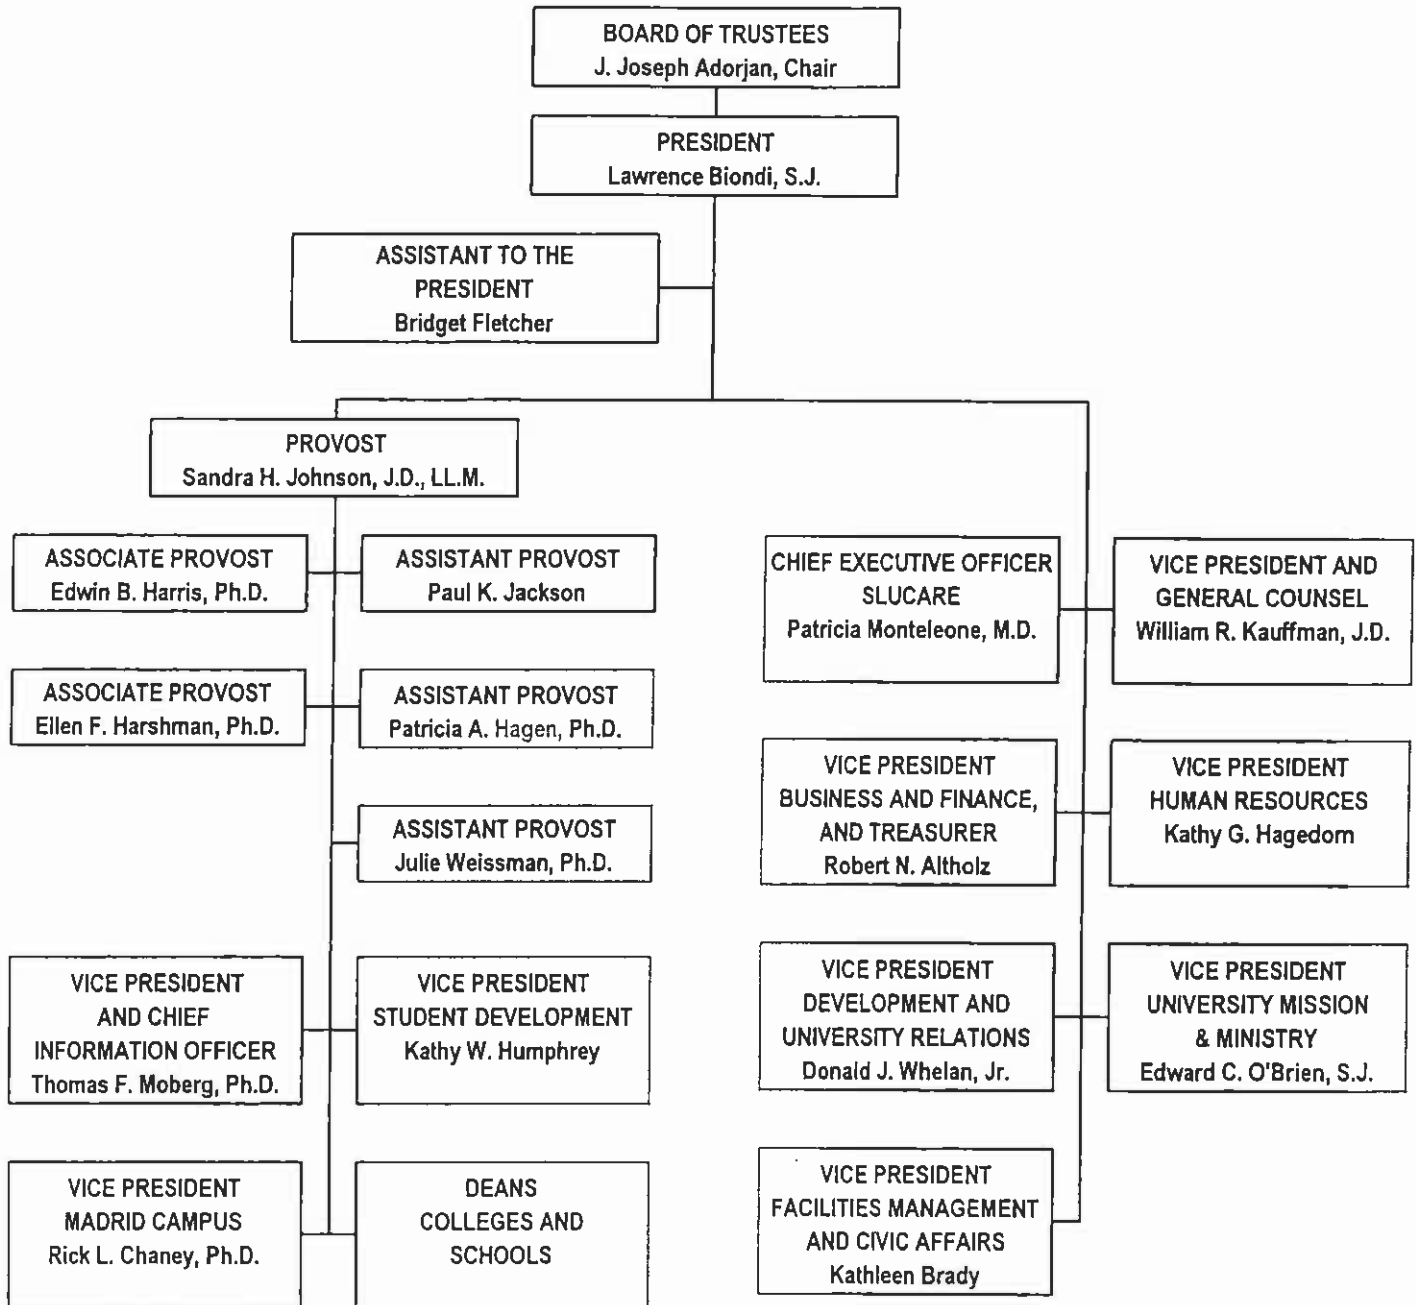 BOARD OF TRUSTEES
J. Joseph Adorjan, Chair
PRESIDENT
Lawrence Biondi, S.J.
ASSISTANT TO THE
PRESIDENT
Bridget Fletcher
PROVOST
Sandra H. Johnson, J.D., LL.M.
ASSOCIATE PROVOST
Edwin B. Harris, Ph.D.
ASSISTANT PROVOST
Paul K. Jackson
ASSOCIATE PROVOST
Ellen F. Harshman, Ph.D.
ASSISTANT PROVOST
Patricia A. Hagen, Ph.D.
ASSISTANT PROVOST
Julie Weissman, Ph.D.
VICE PRESIDENT
AND CHIEF
INFORMATION OFFICER
Thomas F. Moberg, Ph.D.
VICE PRESIDENT
STUDENT DEVELOPMENT
Kathy W. Humphrey
VICE PRESIDENT
MADRID CAMPUS
Rick L. Chaney, Ph.D.
DEANS
COLLEGES AND
SCHOOLS
CHIEF EXECUTIVE OFFICER
SLUCARE
Patricia Monteleone, M.D.
VICE PRESIDENT AND
GENERAL COUNSEL
William R. Kauffman, J.D.
VICE PRESIDENT
BUSINESS AND FINANCE,
AND TREASURER
Robert N. Altholz
VICE PRESIDENT
HUMAN RESOURCES
Kathy G. Hagedorn
VICE PRESIDENT
DEVELOPMENT AND
UNIVERSITY RELATIONS
Donald J. Whelan, Jr.
VICE PRESIDENT
UNIVERSITY MISSION
& MINISTRY
Edward C. O'Brien, S.J.
VICE PRESIDENT
FACILITIES MANAGEMENT
AND CIVIC AFFAIRS
Kathleen Brady